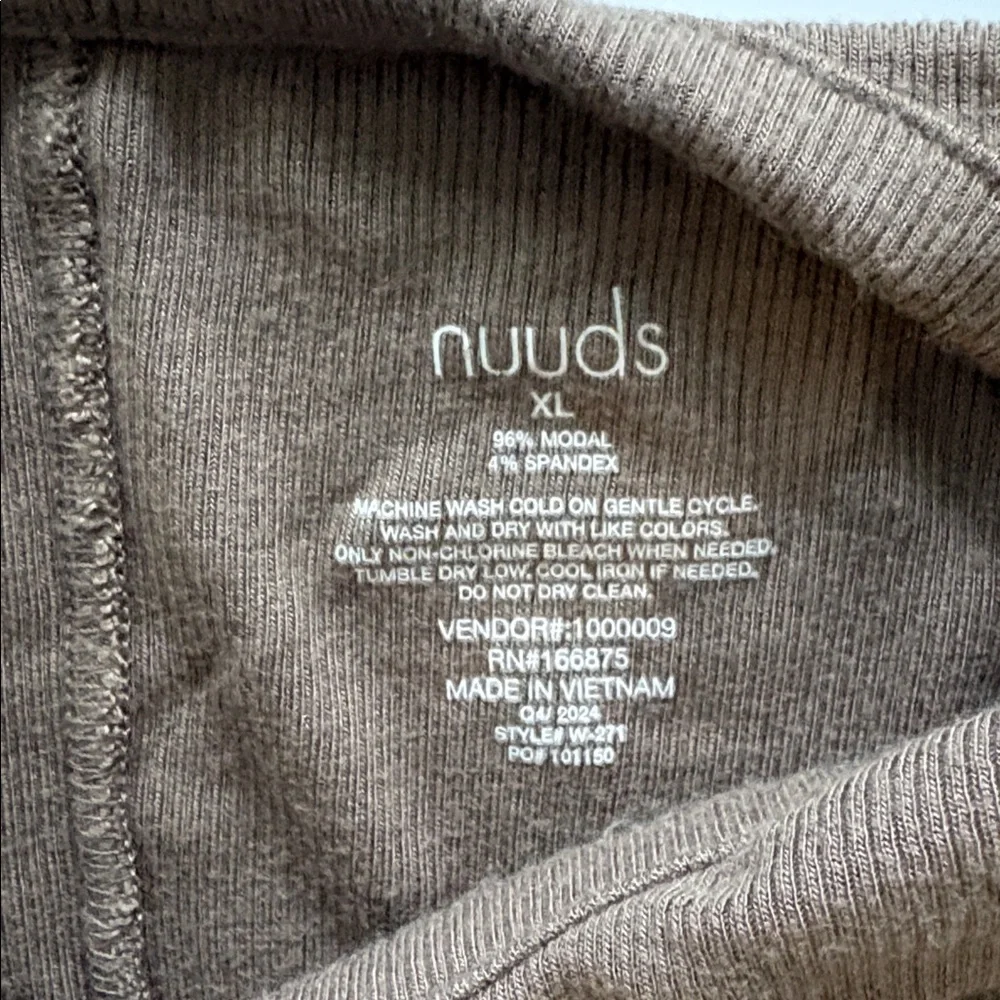 nuuds
XL
96% MODAL
4% SPANDEX
MACHINE WASH COLD ON GENTLE CYCLE.
WASH AND DRY WITH LIKE COLORS.
ONLY NON-CHLORINE BLEACH WHEN NEEDED.
TUMBLE DRY LOW. COOL IRON IF NEEDED.
DO NOT DRY CLEAN.
VENDOR#:1000009
RN#166875
MADE IN VIETNAM
Q4/ 2024
STYLE# W-271
PO# 101150